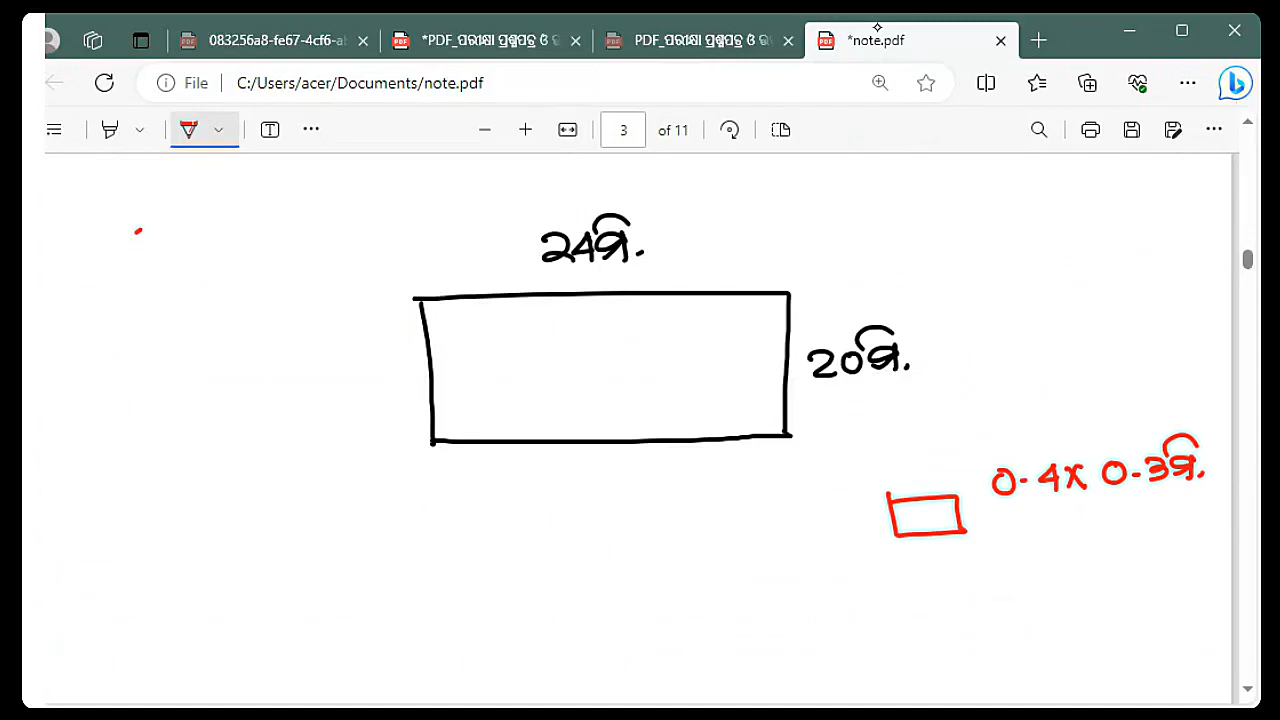 083256a8-fe67-4cf6-a
*PDF_ପରୀକ୍ଷା ପ୍ରଶ୍ନପତ୍ର ଓ
PDF_ପରୀକ୍ଷା ପ୍ରଶ୍ନପତ୍ର ଓ
*note.pdf
File C:/Users/acer/Documents/note.pdf
3 of 11
24ମି.
20ମି.
0.4x 0.3ମି.